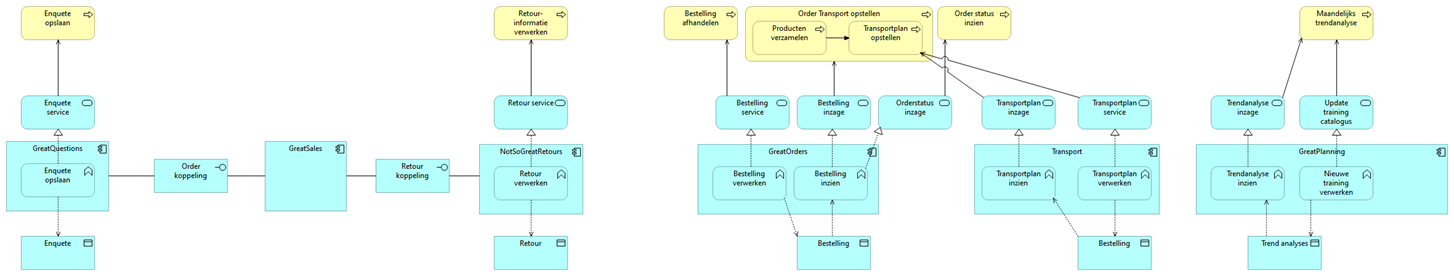 Enquete
opslaan
Retour-
informatie
verwerken
Bestelling
afhandelen
Order Transport opstellen
Producten
verzamelen
Transportplan
opstellen
Order status
inzien
Maandelijks
trendanalyse
Enquete
service
Retour service
Bestelling
service
Bestelling
inzage
Orderstatus
inzage
Transportplan
inzage
Transportplan
service
Trendanalyse
inzage
Update
training
catalogus
GreatQuestions
Enquete
opslaan
Order
koppeling
GreatSales
Retour
koppeling
NotSoGreatRetours
Retour
verwerken
GreatOrders
Bestelling
verwerken
Bestelling
inzien
Transport
Transportplan
inzien
Transportplan
verwerken
GreatPlanning
Trendanalyse
inzien
Nieuwe
training
verwerken
Enquete
Retour
Bestelling
Bestelling
Trend analyses